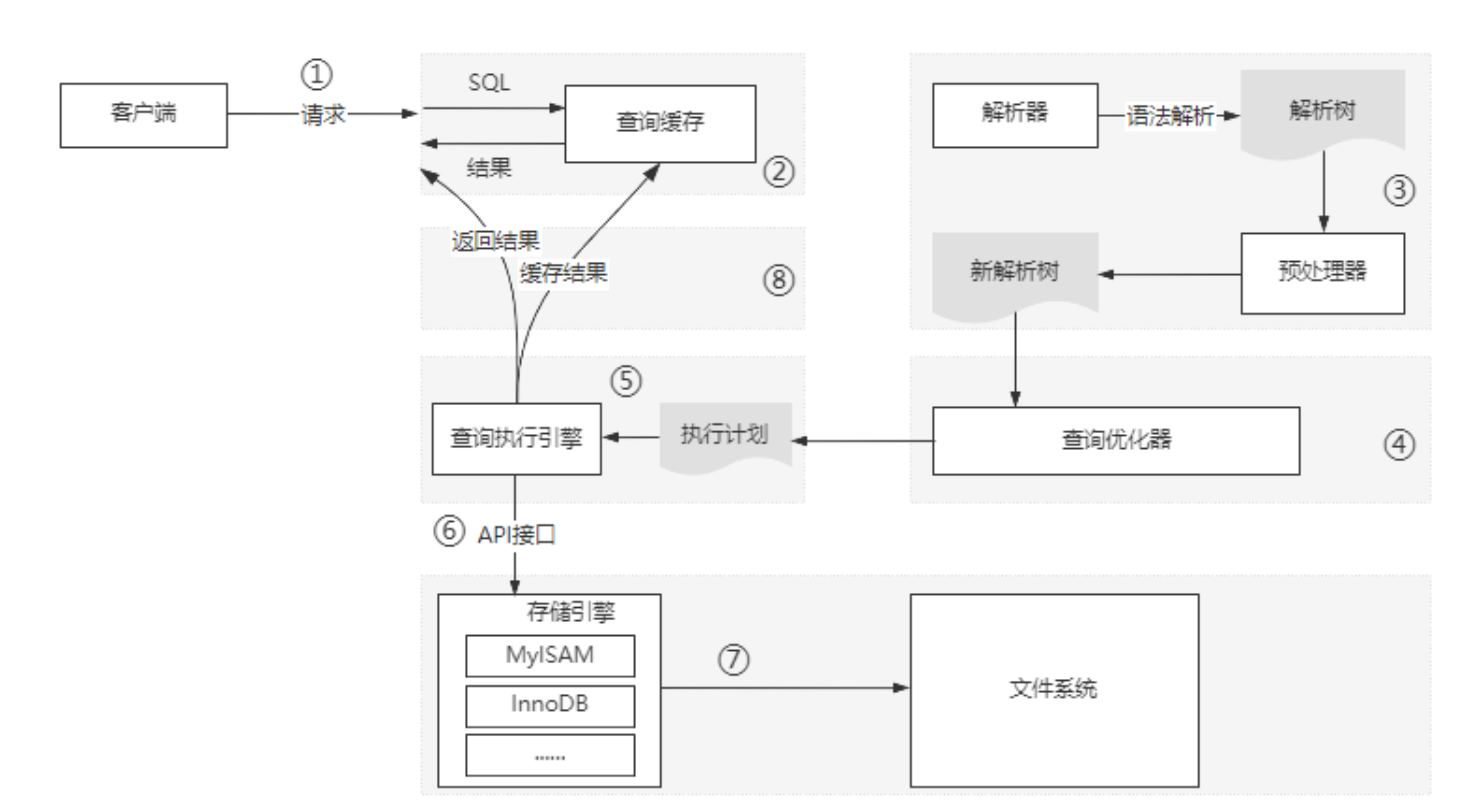 ①
请求
客户端
SQL
查询缓存
结果
②
返回结果
缓存结果
⑧
解析器
语法解析
解析树
③
新解析树
预处理器
⑤
查询执行引擎
执行计划
查询优化器
④
⑥ API接口
存储引擎
MyISAM
InnoDB
......
⑦
文件系统